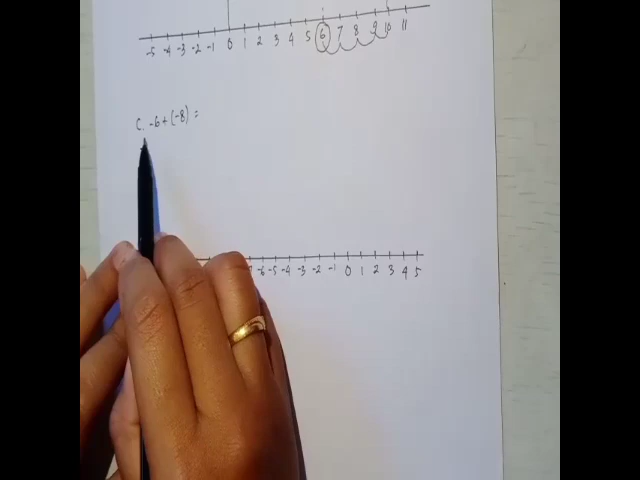 -5 -4 -3 -2 -1 0 1 2 3 4 5 6 7 8 9 10 11
C. -6 + (-8) =
-6 -5 -4 -3 -2 -1 0 1 2 3 4 5